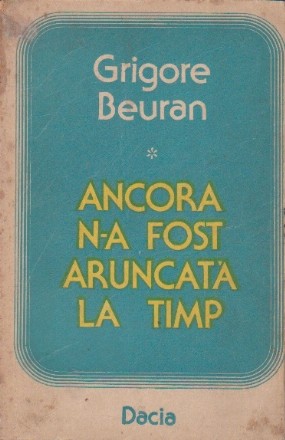 Grigore
Beuran
*
ANCORA
N-A FOST
ARUNCATĂ
LA TIMP
Dacia